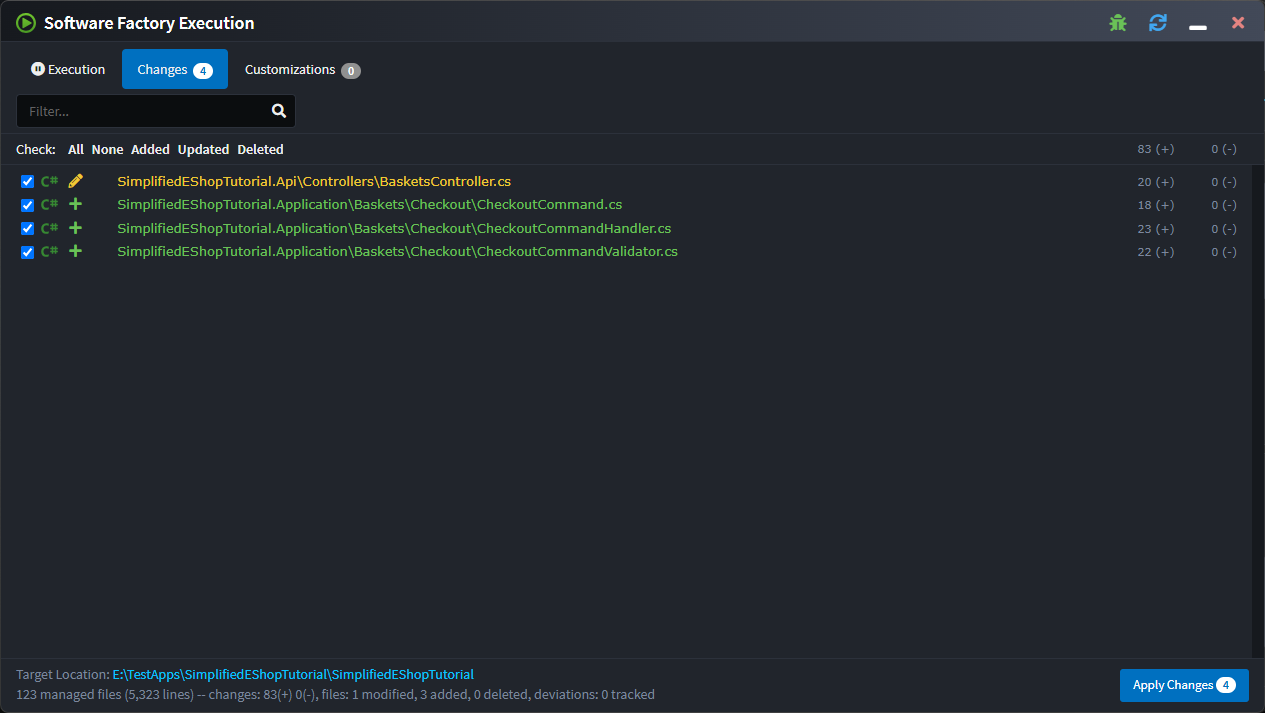 Software Factory Execution
Execution Changes 4 Customizations 0
Filter...
Check: All None Added Updated Deleted 83 (+) 0 (-)
C# SimplifiedEShopTutorial.Api\Controllers\BasketsController.cs 20 (+) 0 (-)
C# SimplifiedEShopTutorial.Application\Baskets\Checkout\CheckoutCommand.cs 18 (+) 0 (-)
C# SimplifiedEShopTutorial.Application\Baskets\Checkout\CheckoutCommandHandler.cs 23 (+) 0 (-)
C# SimplifiedEShopTutorial.Application\Baskets\Checkout\CheckoutCommandValidator.cs 22 (+) 0 (-)
Target Location: E:\TestApps\SimplifiedEShopTutorial\SimplifiedEShopTutorial
123 managed files (5,323 lines) -- changes: 83(+) 0(-), files: 1 modified, 3 added, 0 deleted, deviations: 0 tracked
Apply Changes 4